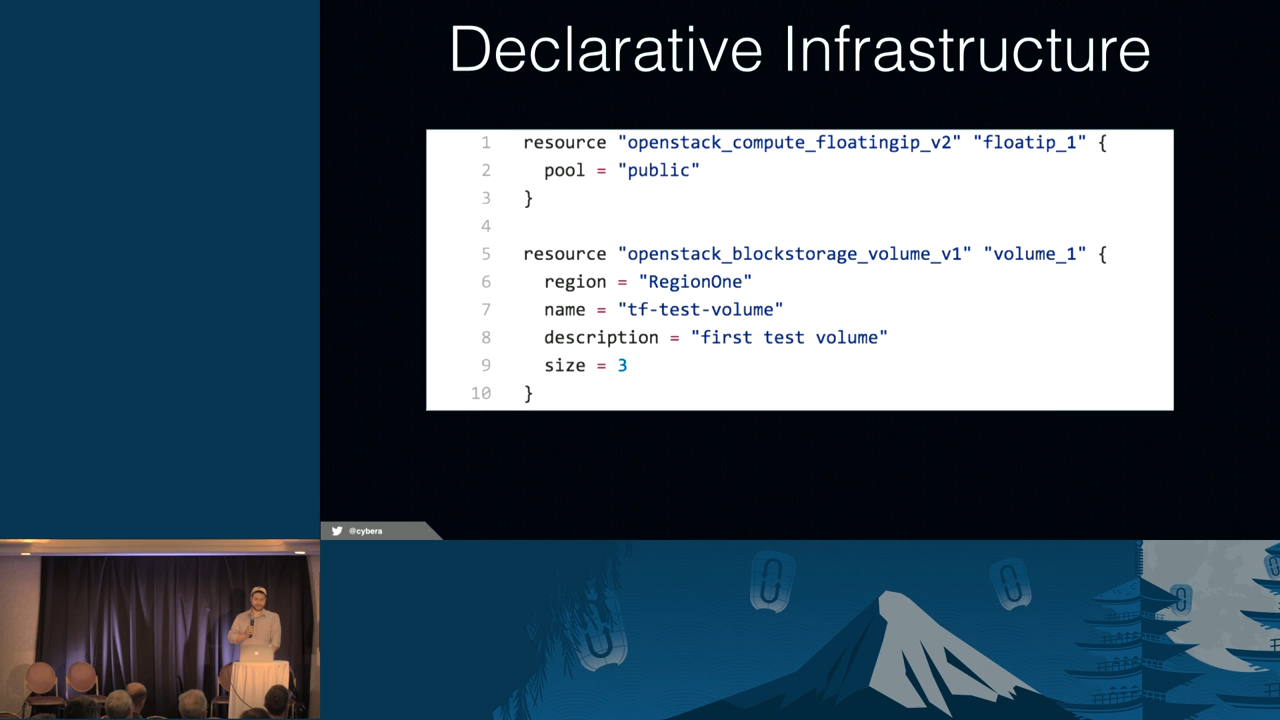 Declarative Infrastructure
1 resource "openstack_compute_floatingip_v2" "floatip_1" {
2 pool = "public"
3 }
4
5 resource "openstack_blockstorage_volume_v1" "volume_1" {
6 region = "RegionOne"
7 name = "tf-test-volume"
8 description = "first test volume"
9 size = 3
10 }
@cybera